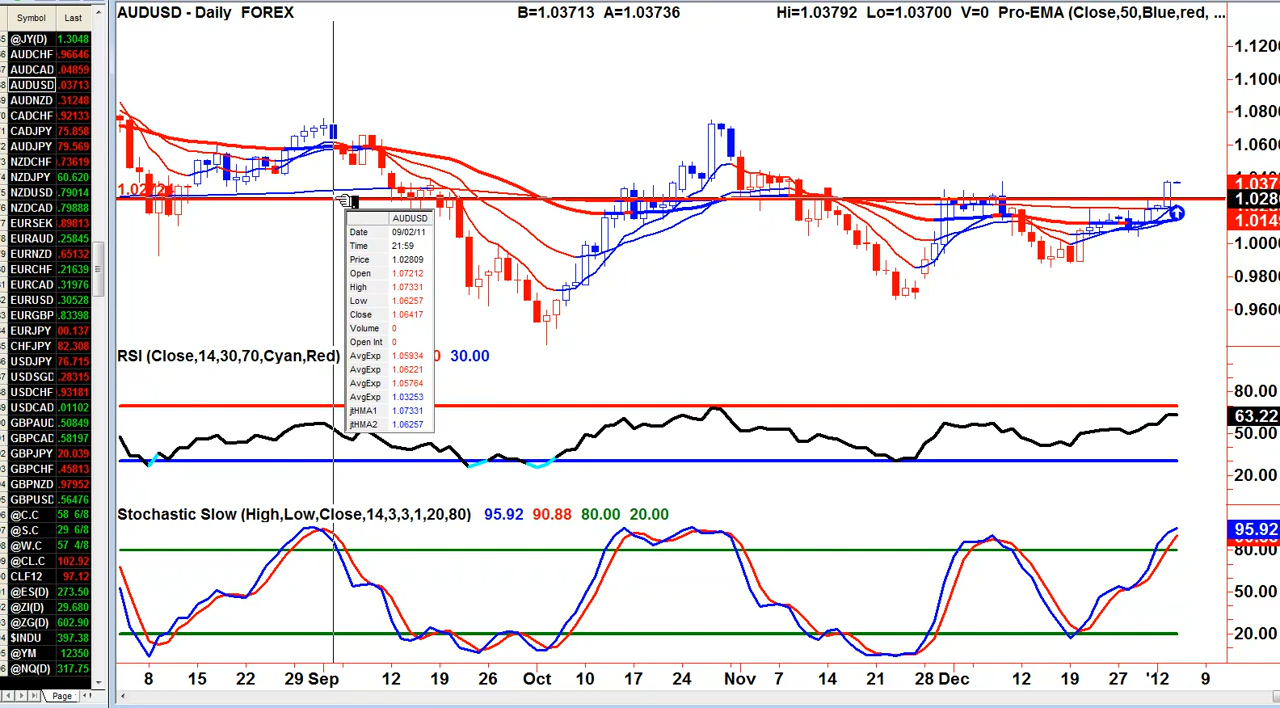 Symbol Last
@JY(D) 1.3048
AUDCHF .96646
AUDCAD .04859
AUDUSD .03713
AUDNZD .31248
CADCHF .92133
CADJPY 75.858
AUDJPY 79.569
NZDCHF .73619
NZDJPY 60.620
NZDUSD .79014
NZDCAD .79888
EURSEK .89813
EURAUD .25845
EURNZD .65132
EURCHF .21639
EURCAD .31976
EURUSD .30528
EURGBP .83398
EURJPY 00.137
CHFJPY 82.308
USDJPY 76.715
USDSGD .28315
USDCHF .93181
USDCAD .01102
GBPAUD .50849
GBPCAD .58197
GBPJPY 20.039
GBPCHF .45813
GBPNZD .97952
GBPUSD .56476
@C.C 58 6/8
@S.C 29 6/8
@W.C 57 4/8
@CL.C 102.92
CLF12 97.12
@ES(D) 273.50
@ZI(D) 29.680
@ZG(D) 602.90
$INDU 397.38
@YM 12350
@NQ(D) 317.75
Page
AUDUSD - Daily FOREX B=1.03713 A=1.03736 Hi=1.03792 Lo=1.03700 V=0 Pro-EMA (Close,50,Blue,red, ...
1.1200
1.1000
1.0800
1.0600
1.0400
1.037
1.028
1.014
1.0000
0.9800
0.9600
AUDUSD
Date 09/02/11
Time 21:59
Price 1.02809
Open 1.07212
High 1.07331
Low 1.06257
Close 1.06417
Volume 0
Open Int 0
AvgExp 1.05934
AvgExp 1.06221
AvgExp 1.05764
AvgExp 1.03253
jtHMA1 1.07331
jtHMA2 1.06257
RSI (Close,14,30,70,Cyan,Red) 0 30.00
80.00
63.22
50.00
20.00
Stochastic Slow (High,Low,Close,14,3,3,1,20,80) 95.92 90.88 80.00 20.00
95.92
80.00
50.00
20.00
8 15 22 29 Sep 12 19 26 Oct 10 17 24 Nov 7 14 21 28 Dec 12 19 27 '12 9